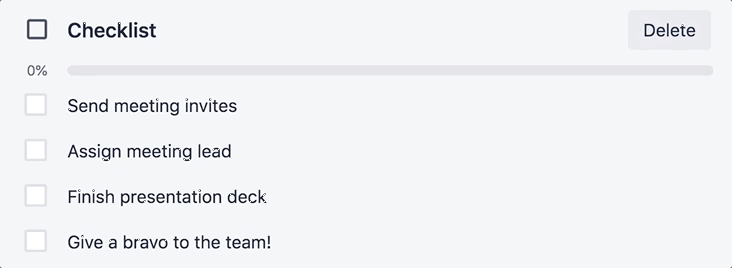 Checklist
Delete
0%
Send meeting invites
Assign meeting lead
Finish presentation deck
Give a bravo to the team!